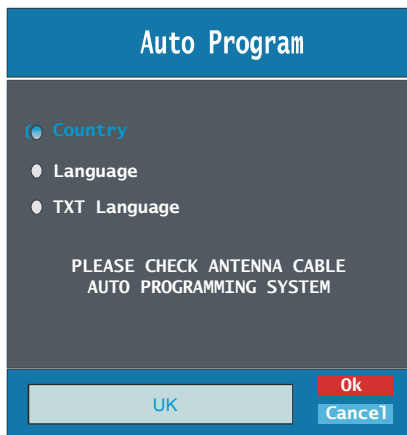 Auto Program
Country
Language
TXT Language
PLEASE CHECK ANTENNA CABLE
AUTO PROGRAMMING SYSTEM
Ok
UK
Cancel